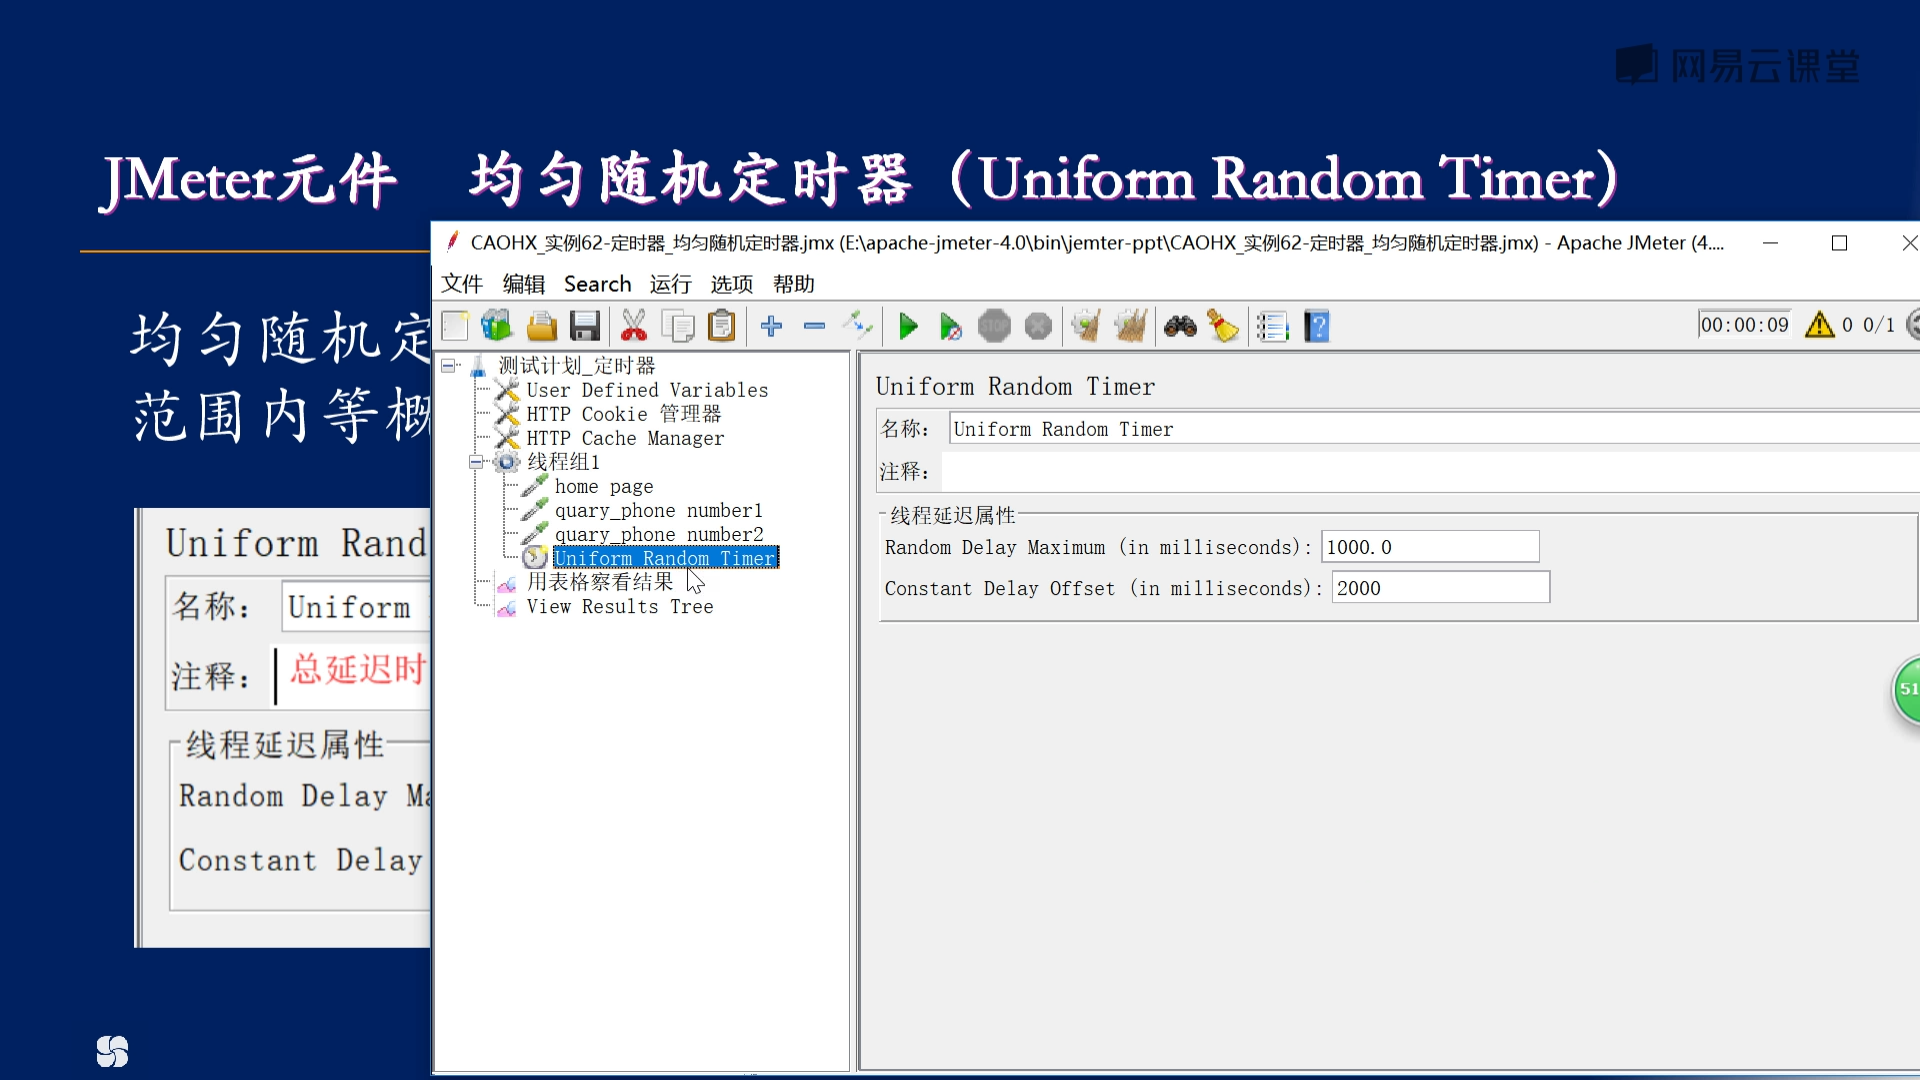 网易云课堂
JMeter元件 均匀随机定时器（Uniform Random Timer）
均匀随机定
范围内等概
CAOHX_实例62-定时器_均匀随机定时器.jmx (E:\apache-jmeter-4.0\bin\jemter-ppt\CAOHX_实例62-定时器_均匀随机定时器.jmx) - Apache JMeter (4....
文件 编辑 Search 运行 选项 帮助
STOP
00:00:09 0 0/1
测试计划_定时器
User Defined Variables
HTTP Cookie 管理器
HTTP Cache Manager
线程组1
home page
quary_phone number1
quary_phone number2
Uniform Random Timer
用表格察看结果
View Results Tree
Uniform Random Timer
名称： Uniform Random Timer
注释：
线程延迟属性
Random Delay Maximum (in milliseconds): 1000.0
Constant Delay Offset (in milliseconds): 2000
51
Uniform Rand
名称： Uniform
注释： 总延迟时
线程延迟属性
Random Delay Ma
Constant Delay